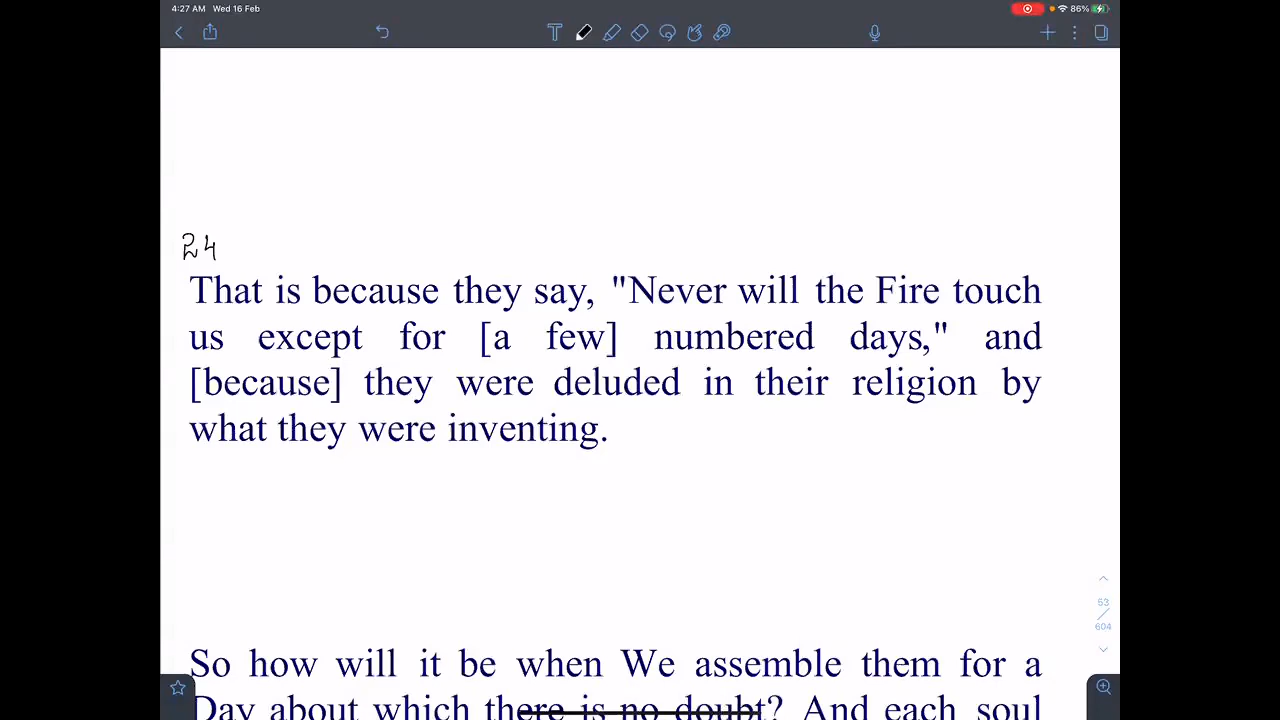 4:27 AM Wed 16 Feb
86%
24
That is because they say, "Never will the Fire touch
us except for [a few] numbered days," and
[because] they were deluded in their religion by
what they were inventing.
53
604
So how will it be when We assemble them for a
Day about which there is no doubt? And each soul